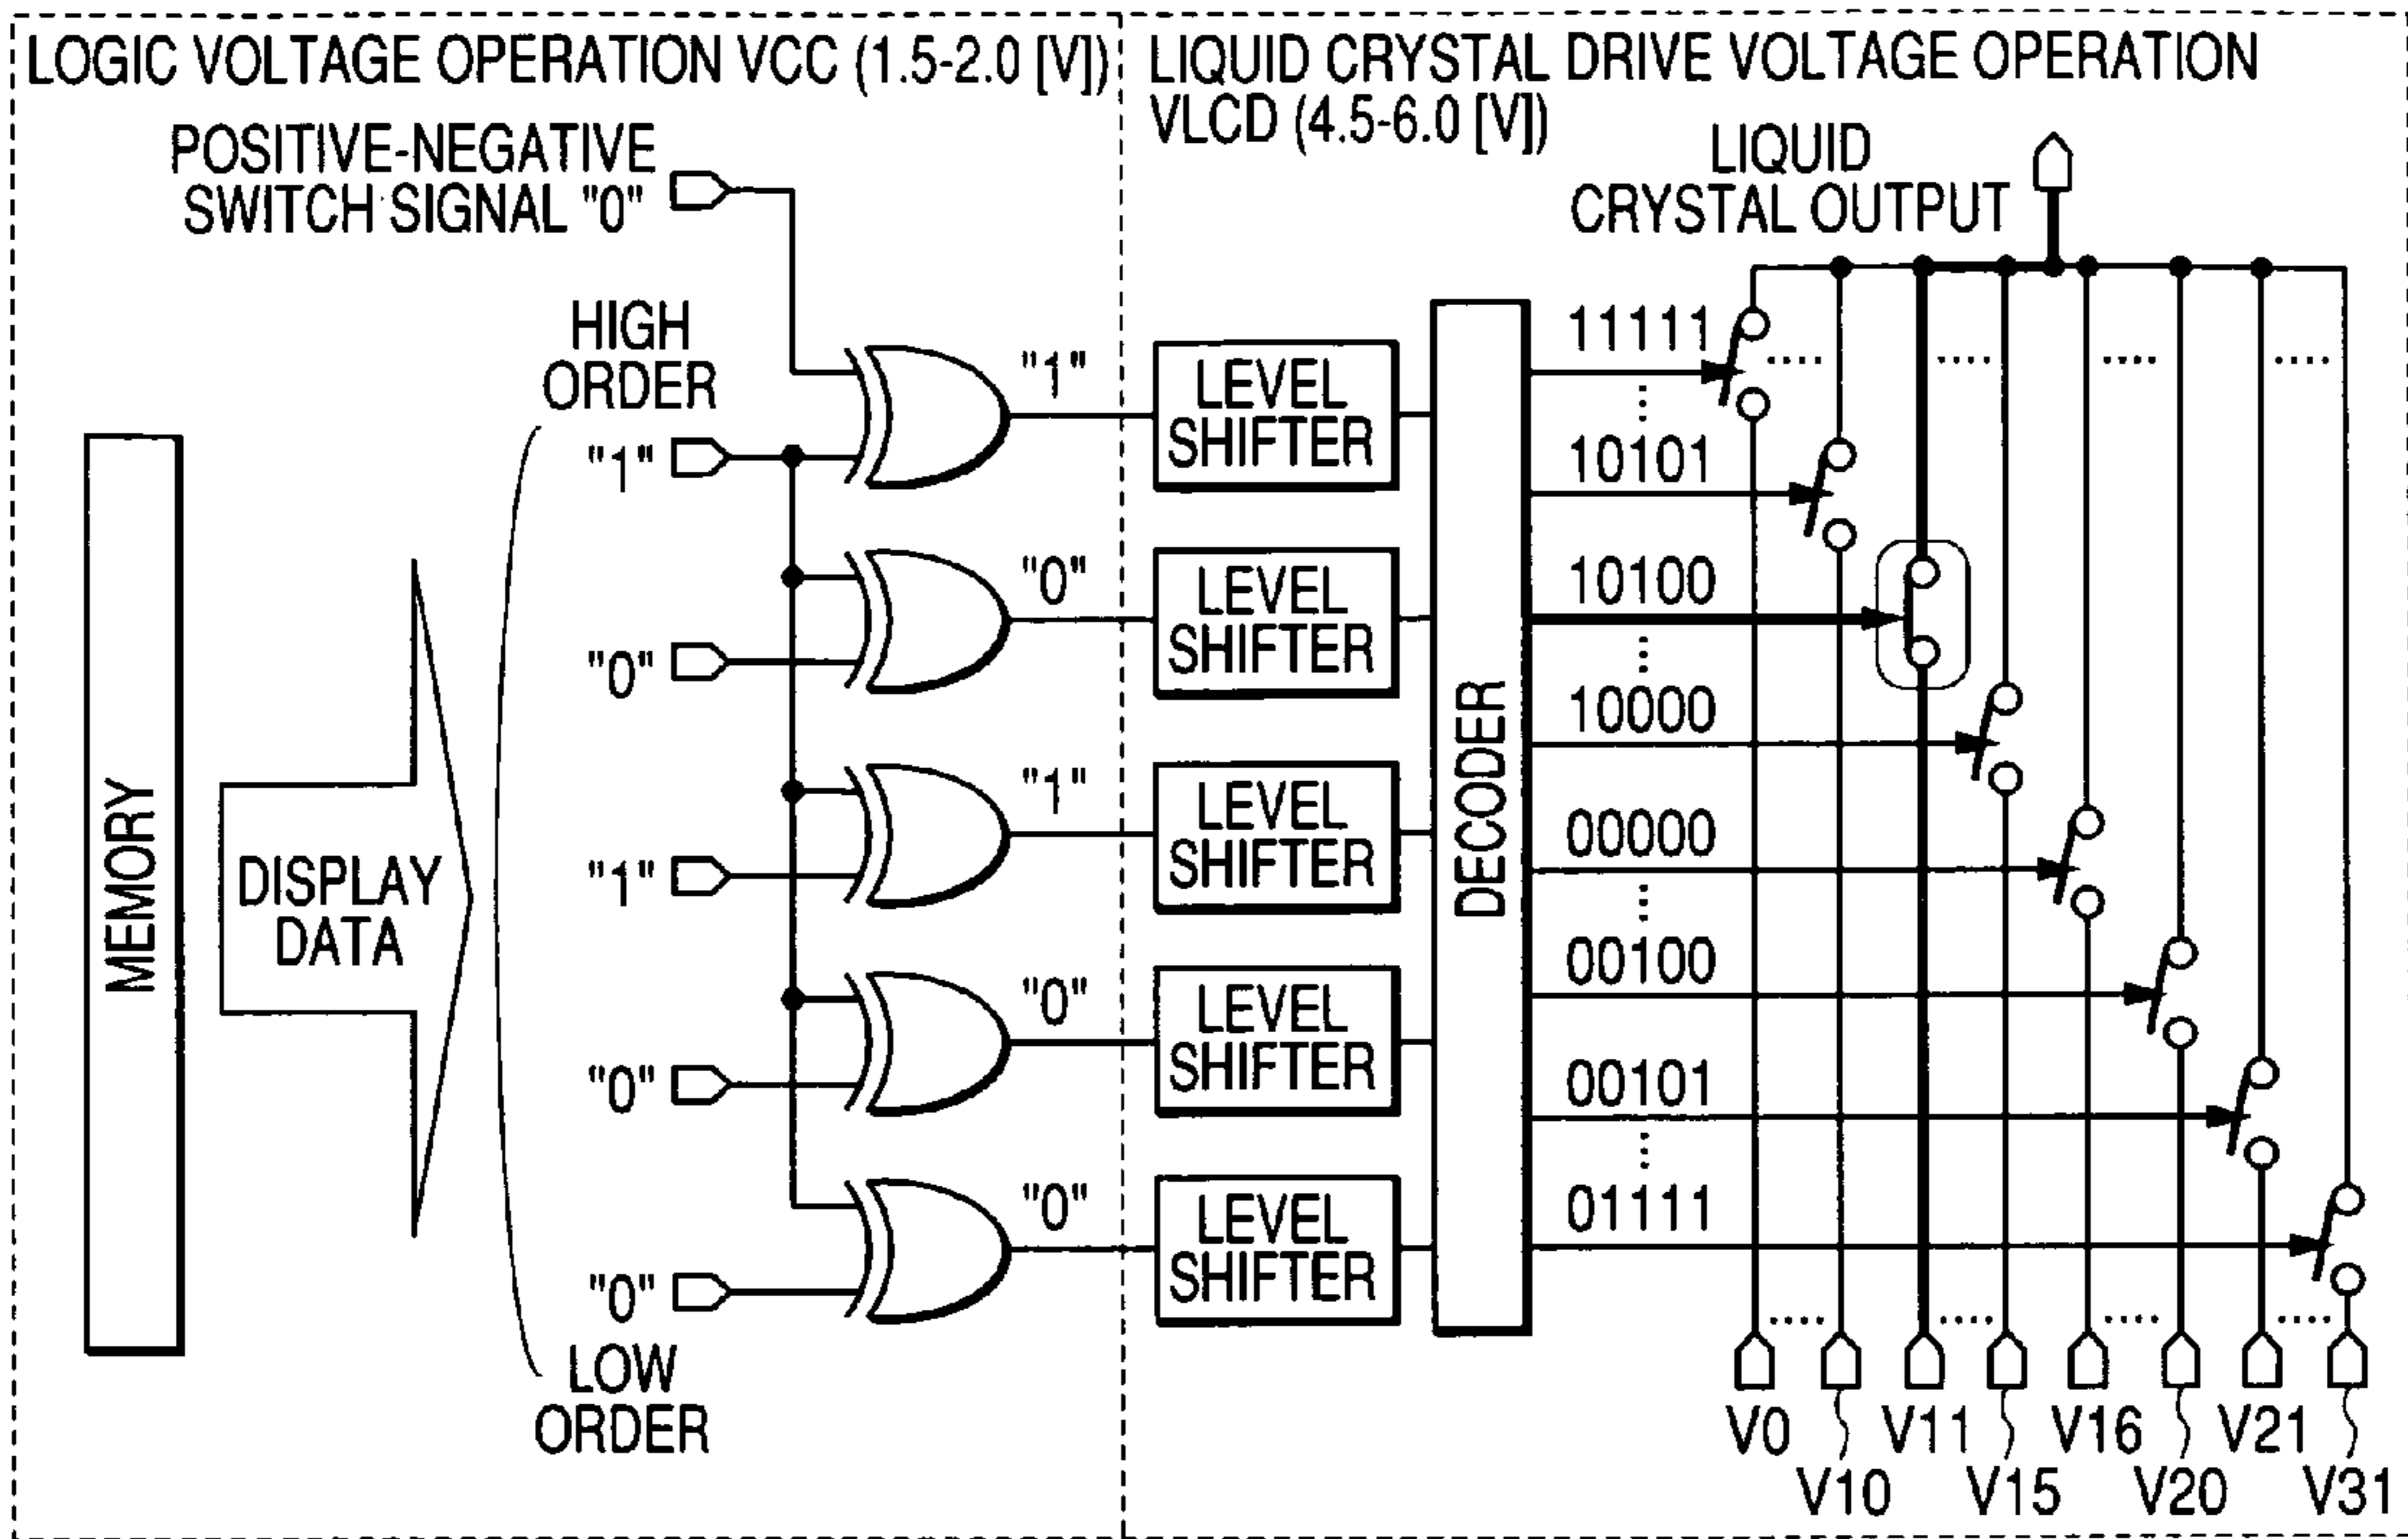 LOGIC VOLTAGE OPERATION VCC (1.5-2.0 [V])
LIQUID CRYSTAL DRIVE VOLTAGE OPERATION
VLCD (4.5-6.0 [V])
POSITIVE-NEGATIVE
SWITCH SIGNAL "0"
LIQUID
CRYSTAL OUTPUT
HIGH
ORDER
"1"
"0"
"1"
"0"
"0"
LOW
ORDER
MEMORY
DISPLAY
DATA
"1"
"0"
"1"
"0"
"0"
LEVEL
SHIFTER
LEVEL
SHIFTER
LEVEL
SHIFTER
LEVEL
SHIFTER
LEVEL
SHIFTER
DECODER
11111
10101
10100
10000
00000
00100
00101
01111
V0
V10
V11
V15
V16
V20
V21
V31